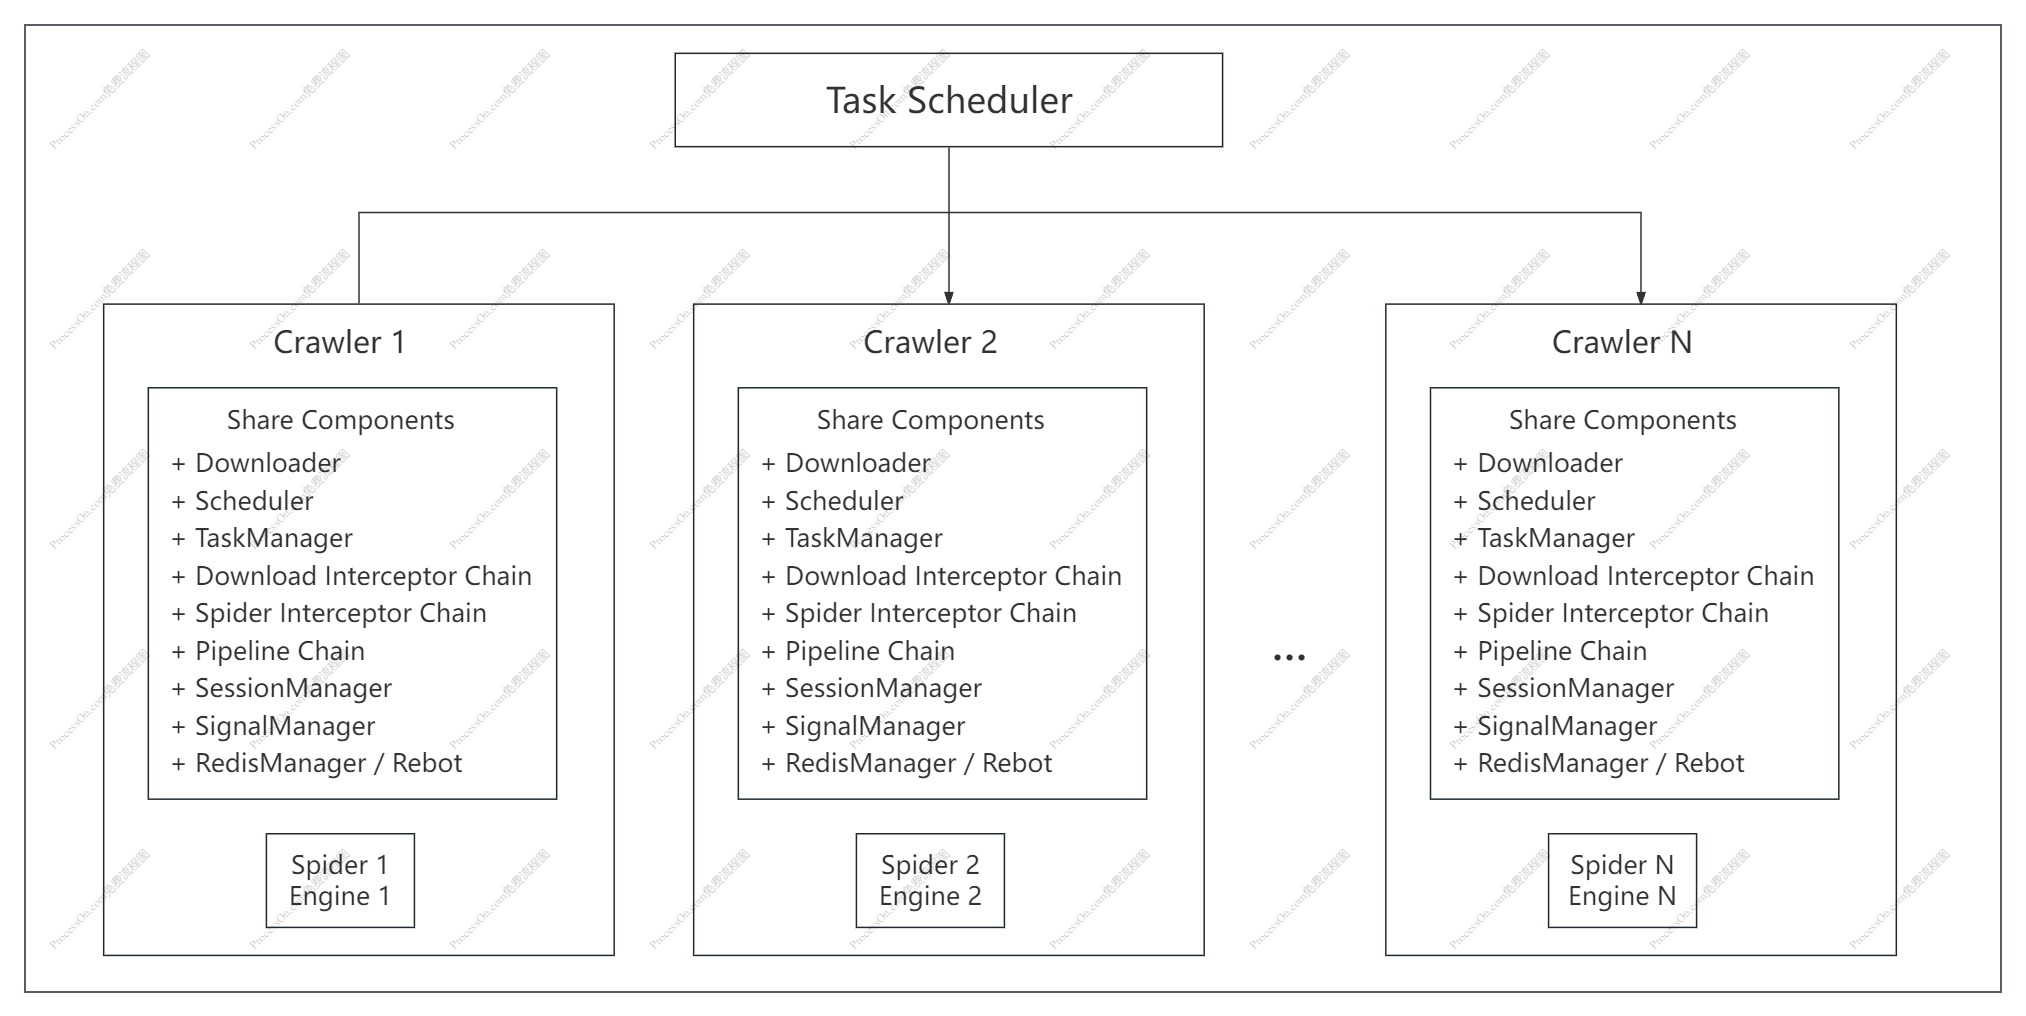 Task Scheduler
Crawler 1
Share Components
+ Downloader
+ Scheduler
+ TaskManager
+ Download Interceptor Chain
+ Spider Interceptor Chain
+ Pipeline Chain
+ SessionManager
+ SignalManager
+ RedisManager / Rebot
Spider 1
Engine 1
Crawler 2
Share Components
+ Downloader
+ Scheduler
+ TaskManager
+ Download Interceptor Chain
+ Spider Interceptor Chain
+ Pipeline Chain
+ SessionManager
+ SignalManager
+ RedisManager / Rebot
Spider 2
Engine 2
...
Crawler N
Share Components
+ Downloader
+ Scheduler
+ TaskManager
+ Download Interceptor Chain
+ Spider Interceptor Chain
+ Pipeline Chain
+ SessionManager
+ SignalManager
+ RedisManager / Rebot
Spider N
Engine N
ProcessOn.com免费流程图